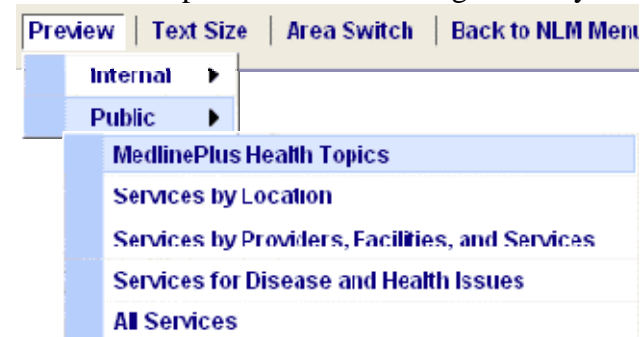 Preview | Text Size | Area Switch | Back to NLM Menu
Internal
Public
MedlinePlus Health Topics
Services by Location
Services by Providers, Facilities, and Services
Services for Disease and Health Issues
All Services